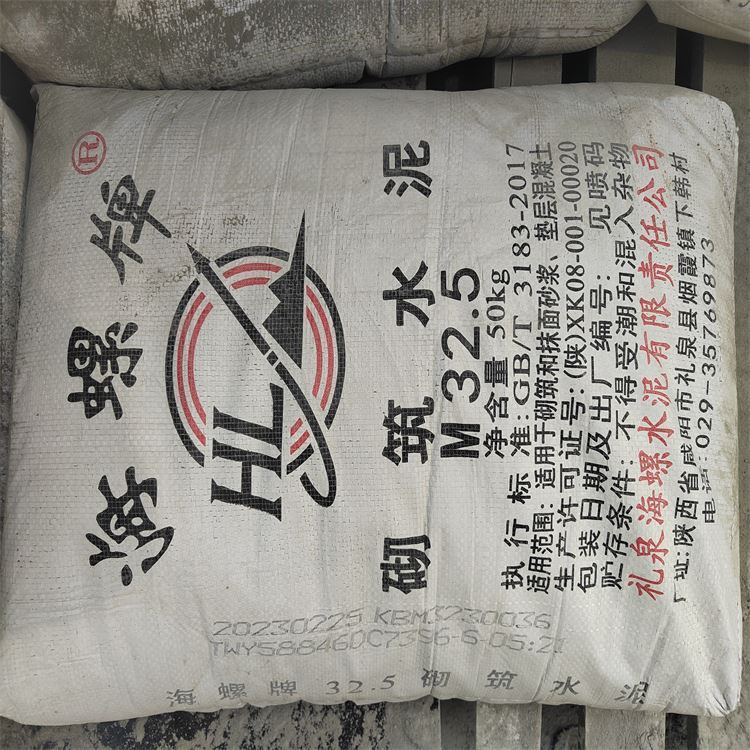 海螺牌®
HL
砌筑水泥
M 32.5
净含量 50kg
执行标准：GB/T 3183-2017
适用范围：适用于砌筑和抹面砂浆、垫层混凝土
生产许可证号：(陕)XK08-001-00020
包装日期及出厂编号：见喷码
贮存条件：不得受潮和混入杂物
礼泉海螺水泥有限责任公司
厂址：陕西省咸阳市礼泉县烟霞镇下韩村
电话：029-35769873
20230225 KBM3230036
TWY58846DC73S6-S-05:21
海螺牌 32.5 砌筑水泥